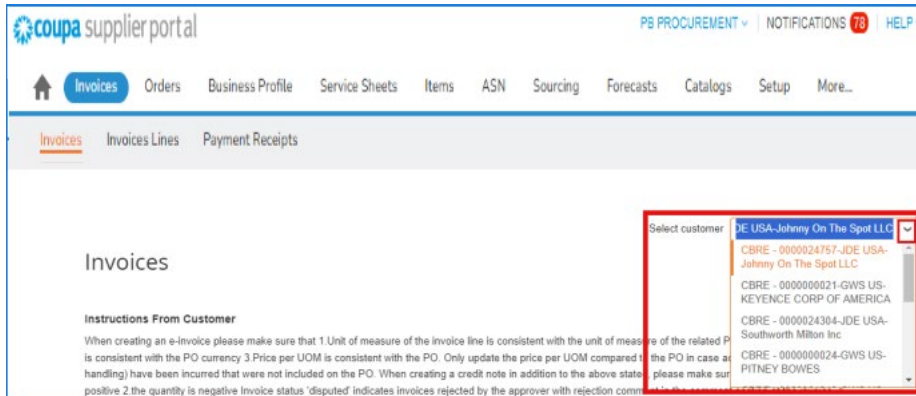 coupa supplier portal
PB PROCUREMENT NOTIFICATIONS 78 HELP
Invoices Orders Business Profile Service Sheets Items ASN Sourcing Forecasts Catalogs Setup More...
Invoices Invoices Lines Payment Receipts
Select customer DE USA-Johnny On The Spot LLC
CBRE - 0000024757-JDE USA-
Johnny On The Spot LLC
CBRE - 0000000021-GWS US-
KEYENCE CORP OF AMERICA
CBRE - 0000024304-JDE USA-
Southworth Milton Inc
CBRE - 0000000024-GWS US-
PITNEY BOWES
Invoices
Instructions From Customer
When creating an e-invoice please make sure that 1.Unit of measure of the invoice line is consistent with the unit of measure of the related P
is consistent with the PO currency 3.Price per UOM is consistent with the PO. Only update the price per UOM compared the PO in case
handling) have been incurred that were not included on the PO. When creating a credit note in addition to the above please make sur
positive 2.the quantity is negative Invoice status 'disputed' indicates invoices rejected by the approver with rejection